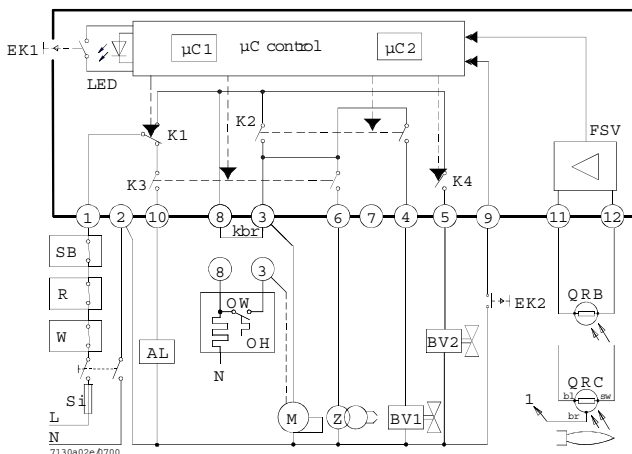 EK1
LED
µC1
µC control
µC2
FSV
K1
K2
K3
K4
1
2
10
8
3
6
7
4
5
9
11
12
kbr
SB
R
W
Si
L
N
7130a02e/0700
AL
8
3
OW
OH
N
M
Z
BV1
BV2
EK2
QRB
QRC
bl
sw
br
1